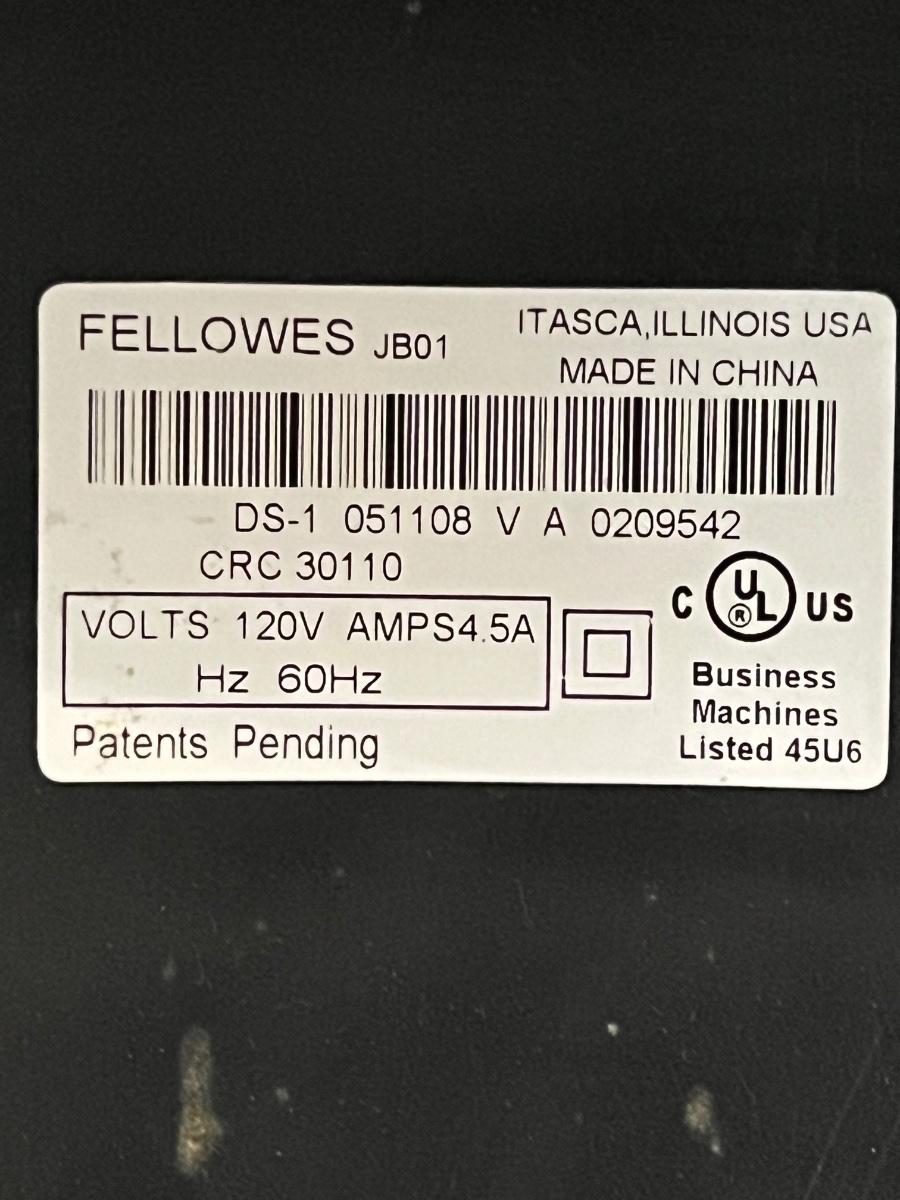 FELLOWES JB01
ITASCA,ILLINOIS USA
MADE IN CHINA
DS-1 051108 V A 0209542
CRC 30110
VOLTS 120V AMPS4.5A
Hz 60Hz
C UL® US
Business
Machines
Listed 45U6
Patents Pending